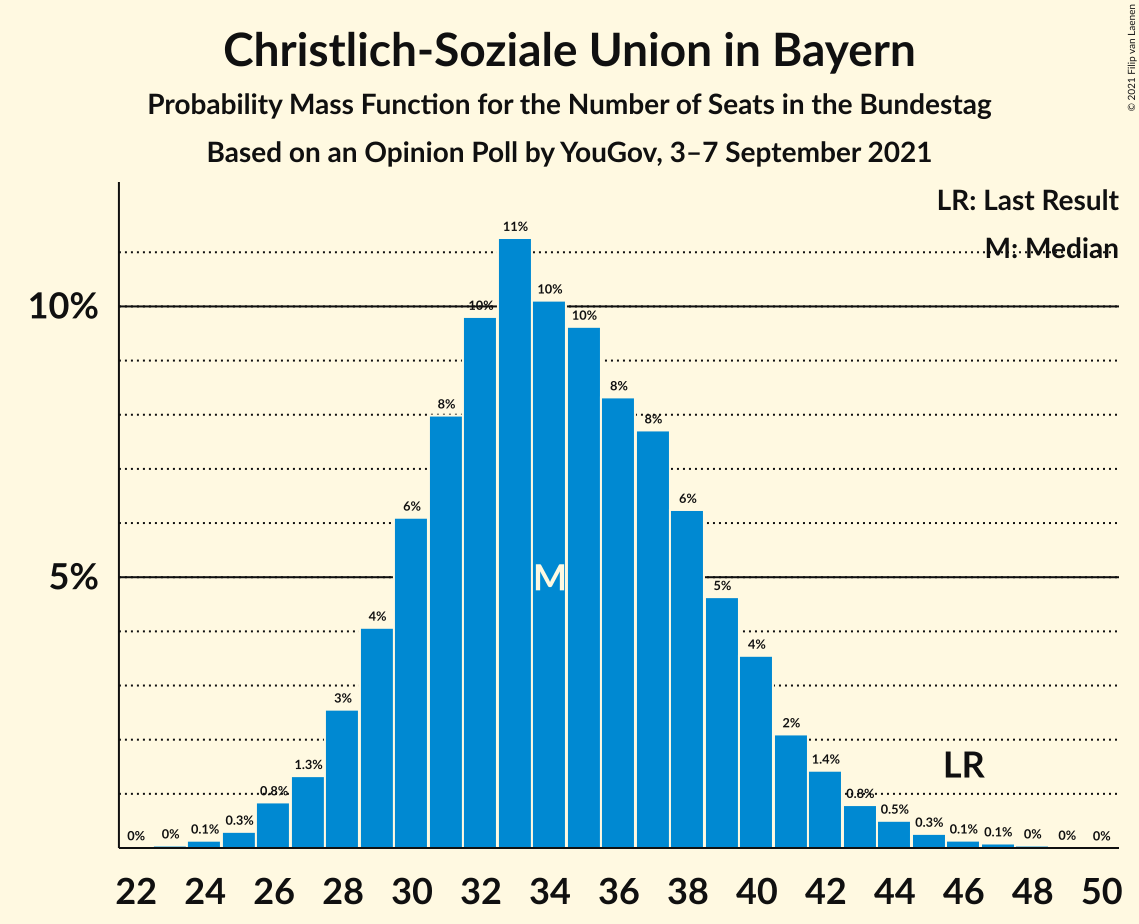 Christlich-Soziale Union in Bayern
Probability Mass Function for the Number of Seats in the Bundestag
Based on an Opinion Poll by YouGov, 3–7 September 2021
© 2021 Filip van Laenen
LR: Last Result
M: Median
10%
5%
0% 0% 0.1% 0.3% 0.8% 1.3% 3% 4% 6% 8% 10% 11% 10% 10% 8% 8% 6% 5% 4% 2% 1.4% 0.8% 0.5% 0.3% 0.1% 0.1% 0% 0% 0%
M
LR
22 24 26 28 30 32 34 36 38 40 42 44 46 48 50